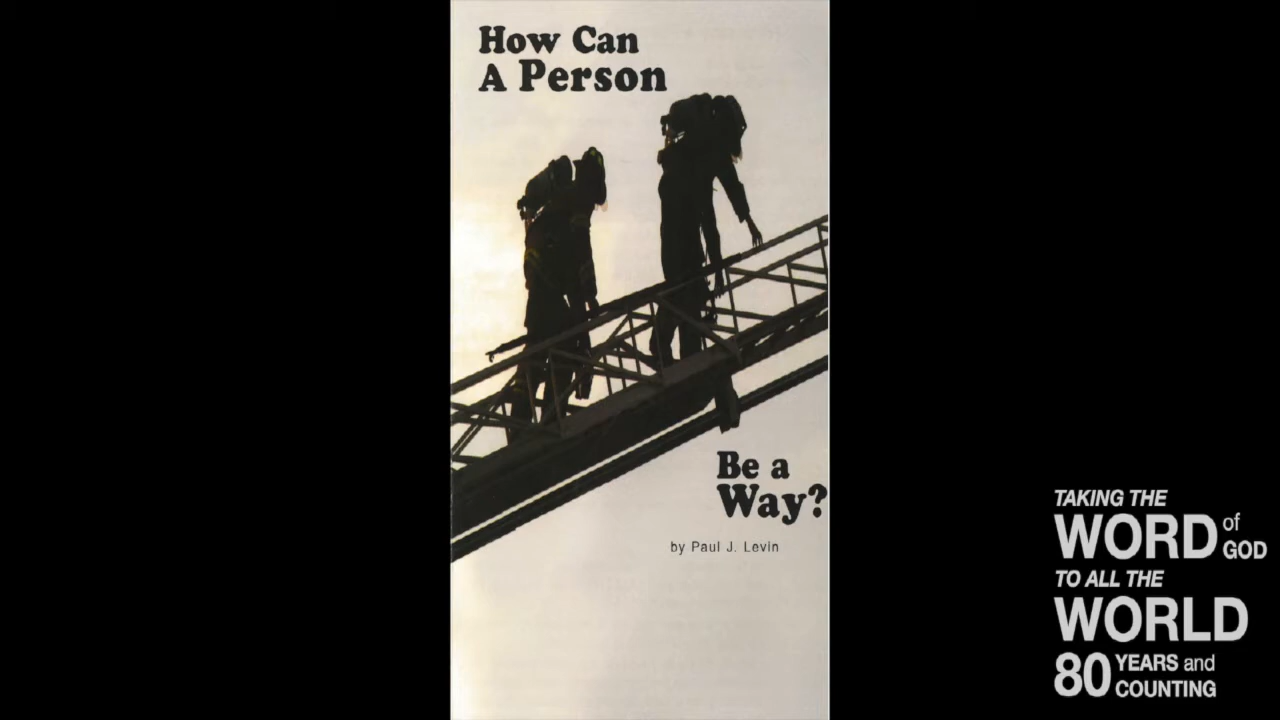 How Can
A Person
Be a
Way?
by Paul J. Levin
TAKING THE
WORD of
GOD
TO ALL THE
WORLD
80 YEARS and
COUNTING